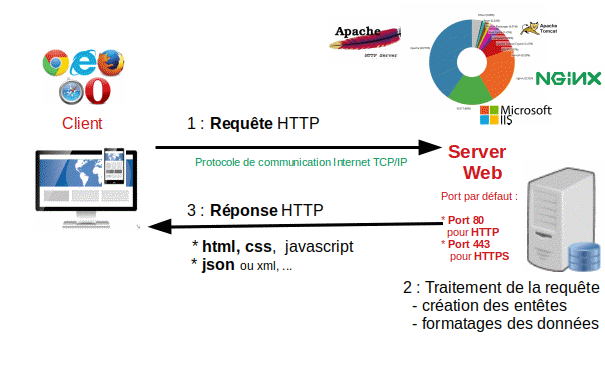 Apache
HTTP Server
Apache
Tomcat
NGINX
Microsoft
IIS
Client
1 : Requête HTTP
Protocole de communication Internet TCP/IP
Server
Web
Port par défaut :
* Port 80
pour HTTP
* Port 443
pour HTTPS
3 : Réponse HTTP
* html, css, javascript
* json ou xml, ...
2 : Traitement de la requête
- création des entêtes
- formatages des données